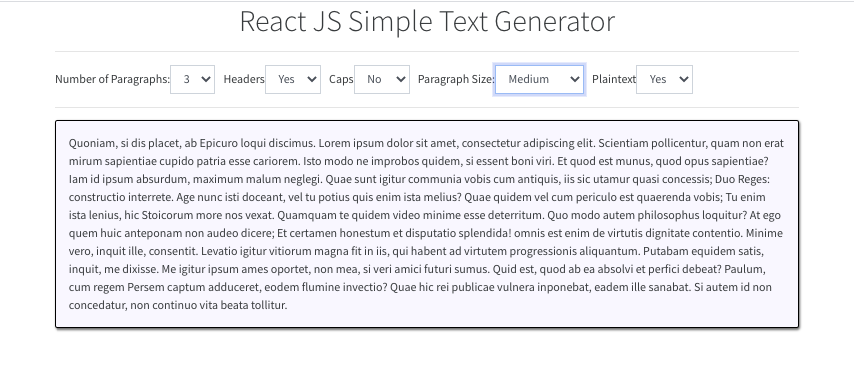 React JS Simple Text Generator
Number of Paragraphs: 3 Headers Yes Caps No Paragraph Size: Medium Plaintext Yes
Quoniam, si dis placet, ab Epicuro loqui discimus. Lorem ipsum dolor sit amet, consectetur adipiscing elit. Scientiam pollicentur, quam non erat
mirum sapientiae cupido patria esse cariorem. Isto modo ne improbos quidem, si essent boni viri. Et quod est munus, quod opus sapientiae?
Iam id ipsum absurdum, maximum malum neglegi. Quae sunt igitur communia vobis cum antiquis, iis sic utamur quasi concessis; Duo Reges:
constructio interrete. Age nunc isti doceant, vel tu potius quis enim ista melius? Quae quidem vel cum periculo est quaerenda vobis; Tu enim
ista lenius, hic Stoicorum more nos vexat. Quamquam te quidem video minime esse deterritum. Quo modo autem philosophus loquitur? At ego
quem huic anteponam non audeo dicere; Et certamen honestum et disputatio splendida! omnis est enim de virtutis dignitate contentio. Minime
vero, inquit ille, consentit. Levatio igitur vitiorum magna fit in iis, qui habent ad virtutem progressionis aliquantum. Putabam equidem satis,
inquit, me dixisse. Me igitur ipsum ames oportet, non mea, si veri amici futuri sumus. Quid est, quod ab ea absolvi et perfici debeat? Paulum,
cum regem Persem captum adduceret, eodem flumine invectio? Quae hic rei publicae vulnera inponebat, eadem ille sanabat. Si autem id non
concedatur, non continuo vita beata tollitur.